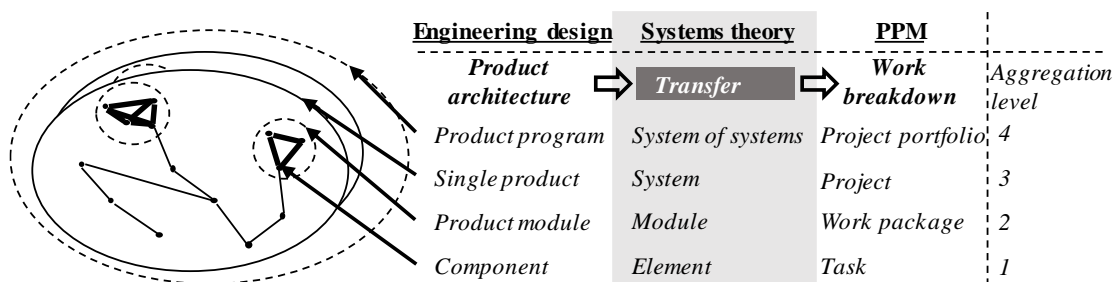 Engineering design Systems theory PPM
Product architecture Transfer Work breakdown Aggregation level
Product program System of systems Project portfolio 4
Single product System Project 3
Product module Module Work package 2
Component Element Task 1